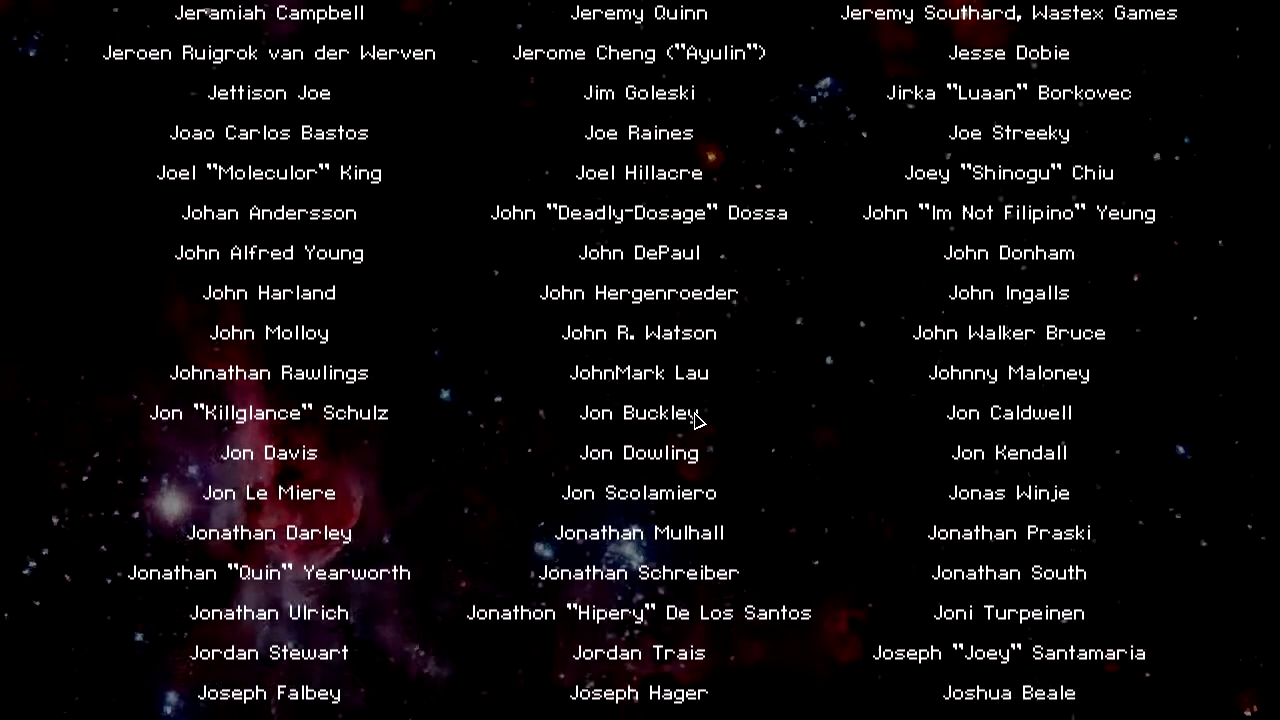 Jeramiah Campbell Jeremy Quinn Jeremy Southard, Wastex Games
Jeroen Ruigrok van der Werven Jerome Cheng ("Ayulin") Jesse Dobie
Jettison Joe Jim Goleski Jirka "Luaan" Borkovec
Joao Carlos Bastos Joe Raines Joe Streeky
Joel "Moleculor" King Joel Hillacre Joey "Shinogu" Chiu
Johan Andersson John "Deadly-Dosage" Dossa John "Im Not Filipino" Yeung
John Alfred Young John DePaul John Donham
John Harland John Hergenroeder John Ingalls
John Molloy John R. Watson John Walker Bruce
Johnathan Rawlings JohnMark Lau Johnny Maloney
Jon "Killglance" Schulz Jon Buckley Jon Caldwell
Jon Davis Jon Dowling Jon Kendall
Jon Le Miere Jon Scolamiero Jonas Winje
Jonathan Darley Jonathan Mulhall Jonathan Praski
Jonathan "Quin" Yearworth Jonathan Schreiber Jonathan South
Jonathan Ulrich Jonathon "Hipery" De Los Santos Joni Turpeinen
Jordan Stewart Jordan Trais Joseph "Joey" Santamaria
Joseph Falbey Joseph Hager Joshua Beale